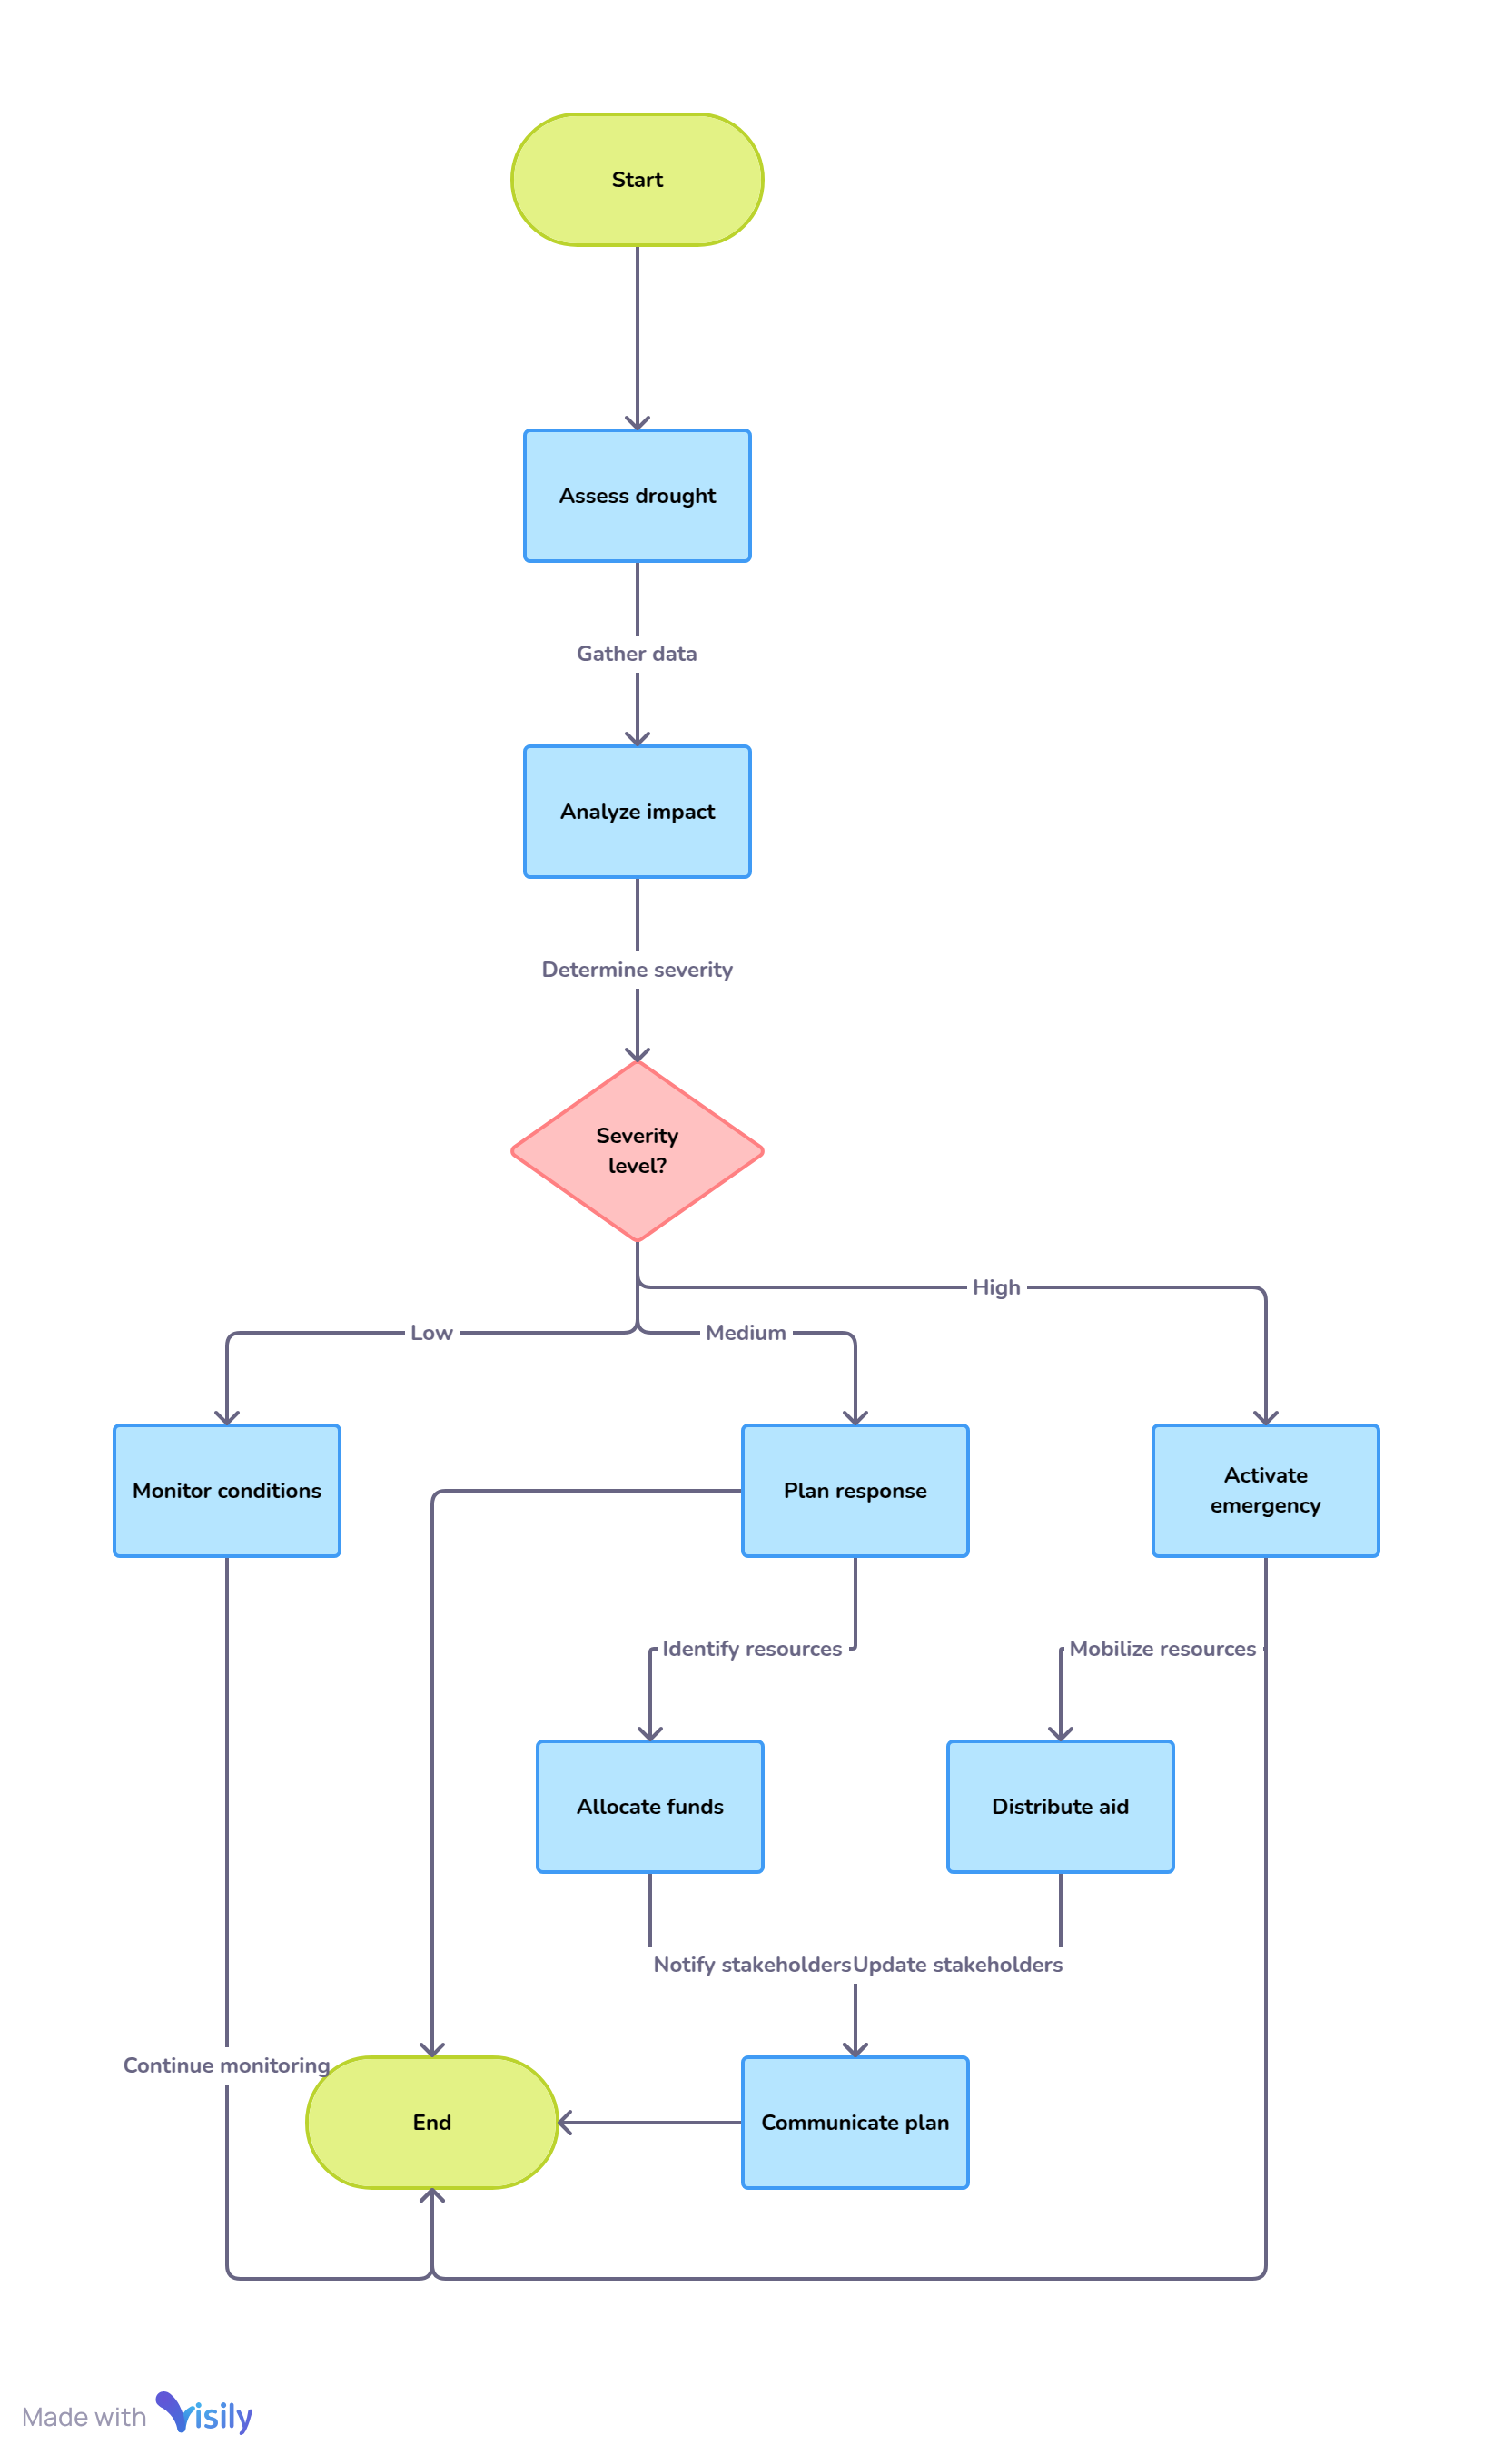 Start
Assess drought
Gather data
Analyze impact
Determine severity
Severity
level?
High
Low
Medium
Monitor conditions
Plan response
Activate
emergency
Identify resources
Mobilize resources
Allocate funds
Distribute aid
Notify stakeholders
Update stakeholders
Continue monitoring
End
Communicate plan
Made with Visily